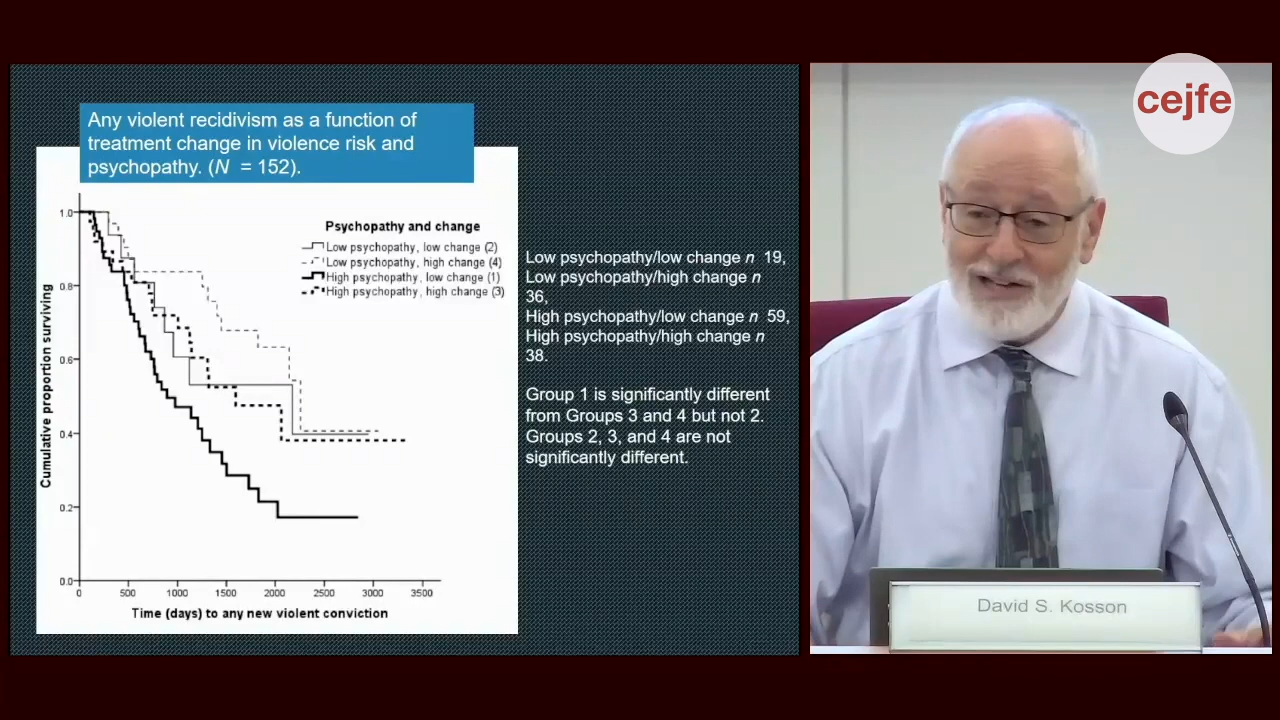 cejfe
Any violent recidivism as a function of
treatment change in violence risk and
psychopathy. (N = 152).
Psychopathy and change
Low psychopathy, low change (2)
Low psychopathy, high change (4)
High psychopathy, low change (1)
High psychopathy, high change (3)
Cumulative proportion surviving
1.0
0.8
0.6
0.4
0.2
0.0
0 500 1000 1500 2000 2500 3000 3500
Time (days) to any new violent conviction
Low psychopathy/low change n 19,
Low psychopathy/high change n
36,
High psychopathy/low change n 59,
High psychopathy/high change n
38.
Group 1 is significantly different
from Groups 3 and 4 but not 2.
Groups 2, 3, and 4 are not
significantly different.
David S. Kosson